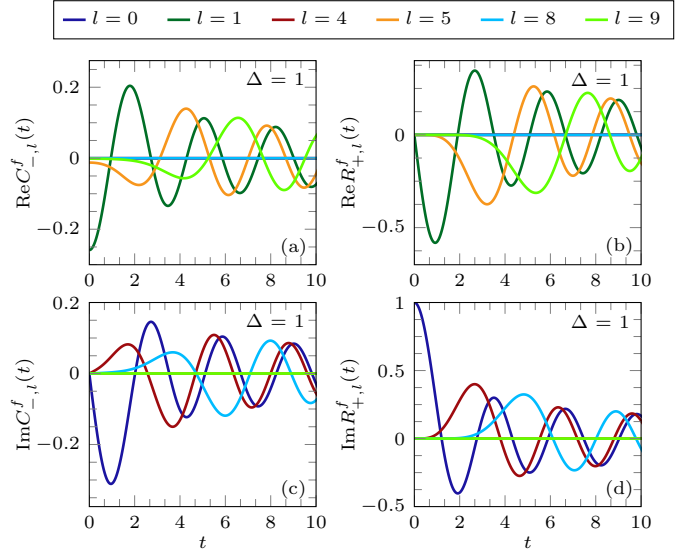 l = 0 l = 1 l = 4 l = 5 l = 8 l = 9
0.2
0
−0.2
ReC^f_{−,l}(t)
Δ = 1
(a)
0 2 4 6 8 10
0
−0.5
ReR^f_{+,l}(t)
Δ = 1
(b)
0 2 4 6 8 10
0.2
0
−0.2
ImC^f_{−,l}(t)
Δ = 1
(c)
0 2 4 6 8 10
t
1
0.5
0
−0.5
ImR^f_{+,l}(t)
Δ = 1
(d)
0 2 4 6 8 10
t